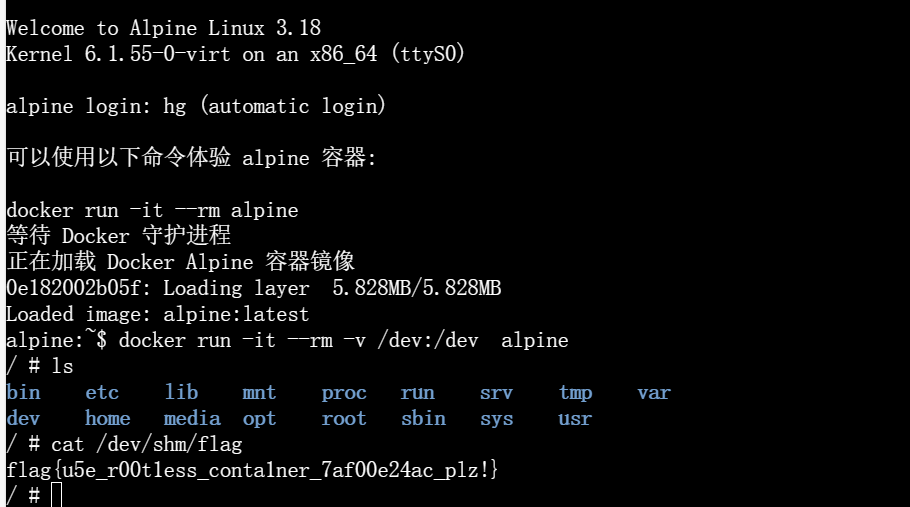 Welcome to Alpine Linux 3.18
Kernel 6.1.55-0-virt on an x86_64 (ttyS0)
alpine login: hg (automatic login)
可以使用以下命令体验 alpine 容器:
docker run -it --rm alpine
等待 Docker 守护进程
正在加载 Docker Alpine 容器镜像
0e182002b05f: Loading layer  5.828MB/5.828MB
Loaded image: alpine:latest
alpine:~$ docker run -it --rm -v /dev:/dev  alpine
/ # ls
bin    etc    lib    mnt    proc   run    srv    tmp    var
dev    home   media  opt    root   sbin   sys    usr
/ # cat /dev/shm/flag
flag{u5e_r00t1ess_conta1ner_7af00e24ac_plz!}
/ #